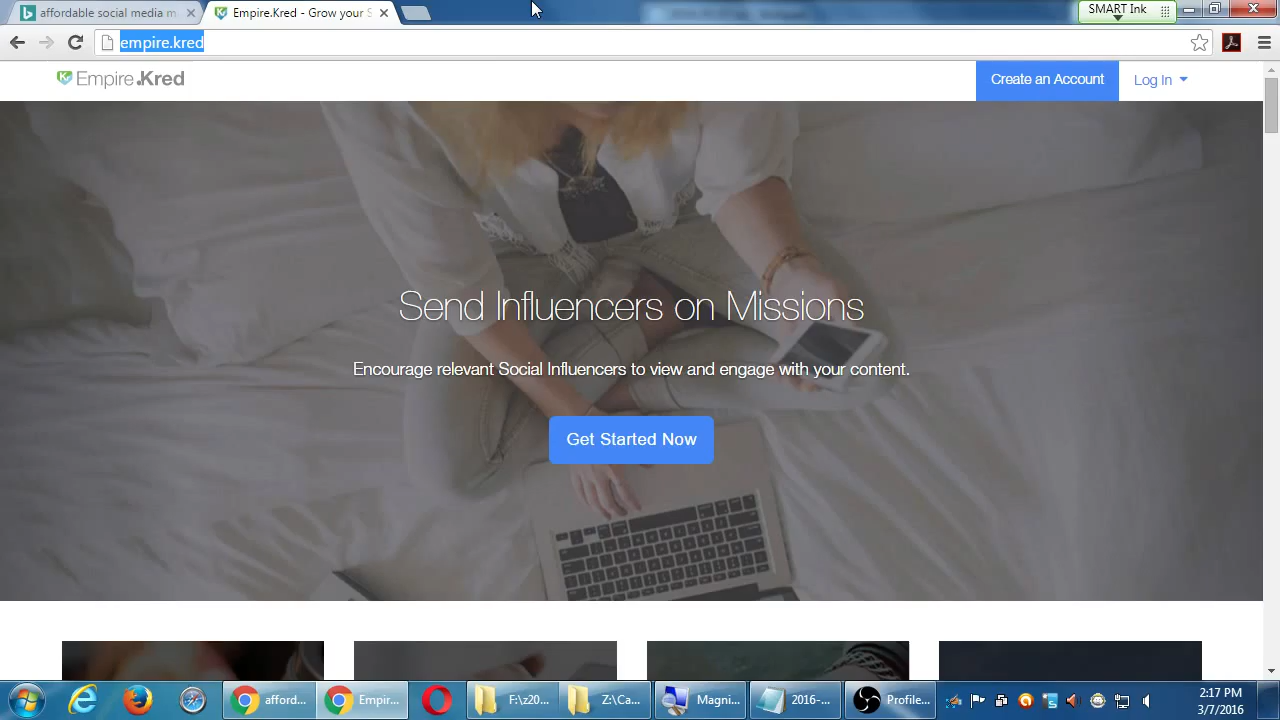 affordable social media m
Empire.Kred - Grow your S
SMART Ink
empire.kred
Empire.Kred
Create an Account
Log In
Send Influencers on Missions
Encourage relevant Social Influencers to view and engage with your content.
Get Started Now
afford...
Empir...
F:\z20...
Z:\Ca...
Magni...
2016-...
Profile...
2:17 PM
3/7/2016